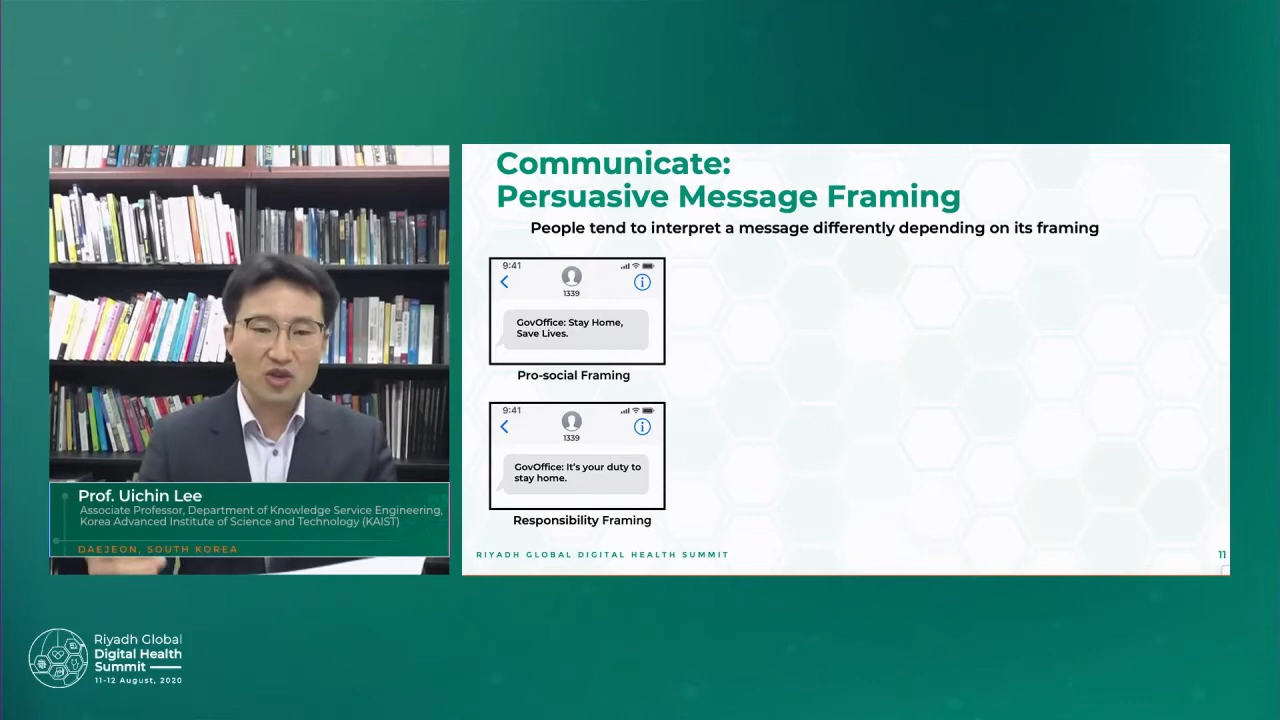 Communicate:
Persuasive Message Framing
People tend to interpret a message differently depending on its framing
9:41
1339
GovOffice: Stay Home,
Save Lives.
Pro-social Framing
9:41
1339
GovOffice: It's your duty to
stay home.
Responsibility Framing
RIYADH GLOBAL DIGITAL HEALTH SUMMIT
11
Prof. Uichin Lee
Associate Professor, Department of Knowledge Service Engineering,
Korea Advanced Institute of Science and Technology (KAIST)
DAEJEON, SOUTH KOREA
Riyadh Global
Digital Health
Summit
11-12 August, 2020